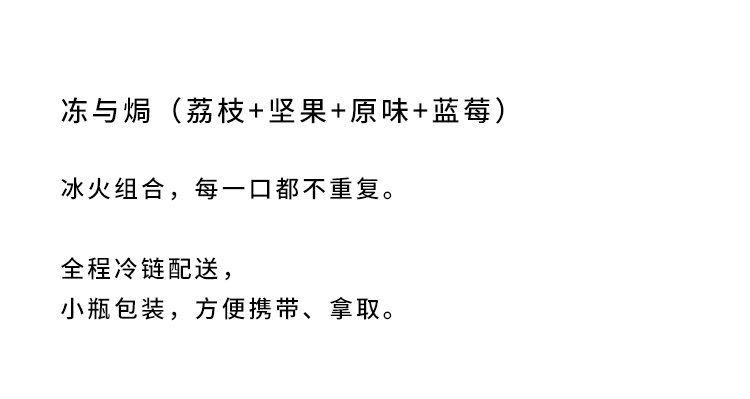 冻与焗（荔枝+坚果+原味+蓝莓）
冰火组合，每一口都不重复。
全程冷链配送，
小瓶包装，方便携带、拿取。